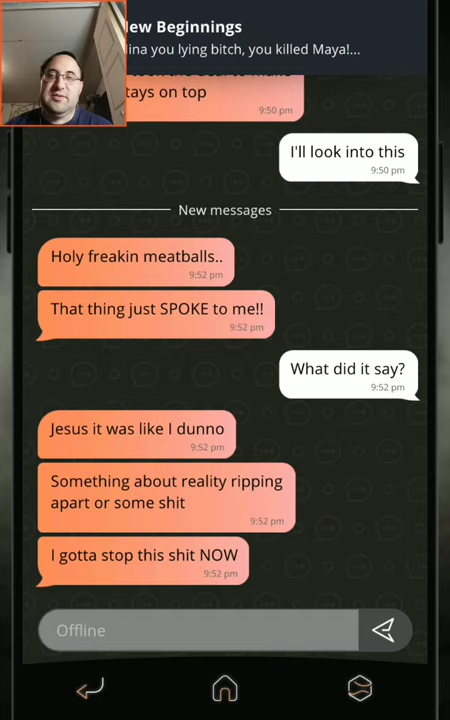 New Beginnings
lina you lying bitch, you killed Maya!...
tays on top
9:50 pm
I'll look into this
9:50 pm
New messages
Holy freakin meatballs..
9:52 pm
That thing just SPOKE to me!!
9:52 pm
What did it say?
9:52 pm
Jesus it was like I dunno
9:52 pm
Something about reality ripping
apart or some shit
9:52 pm
I gotta stop this shit NOW
9:52 pm
Offline